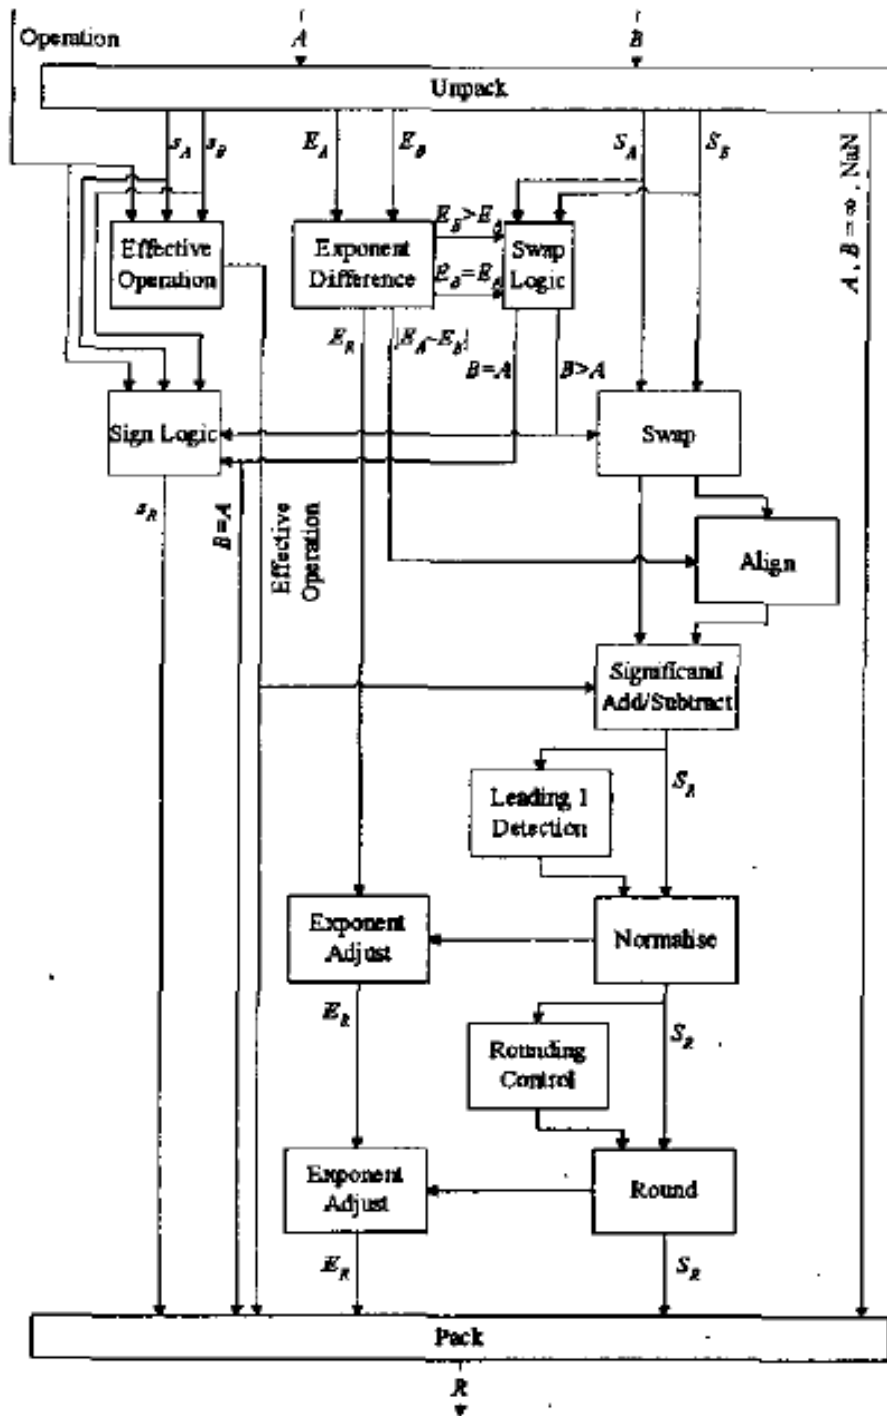 Operation
A
B
Unpack
s_A
s_B
E_A
E_B
S_A
S_B
A, B = ∞, NaN
Effective
Operation
Exponent
Difference
E_B>E_A
E_B=E_A
Swap
Logic
E_R
|E_A-E_B|
B=A
B>A
Sign Logic
Swap
s_R
B=A
Effective
Operation
Align
Significand
Add/Subtract
S_R
Leading 1
Detection
Exponent
Adjust
Normalise
E_R
Rounding
Control
S_R
Exponent
Adjust
Round
E_R
S_R
Pack
R